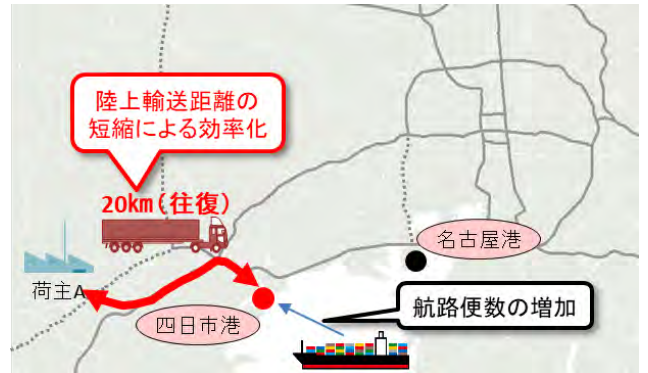 陸上輸送距離の
短縮による効率化
20km(往復)
荷主A
四日市港
名古屋港
航路便数の増加